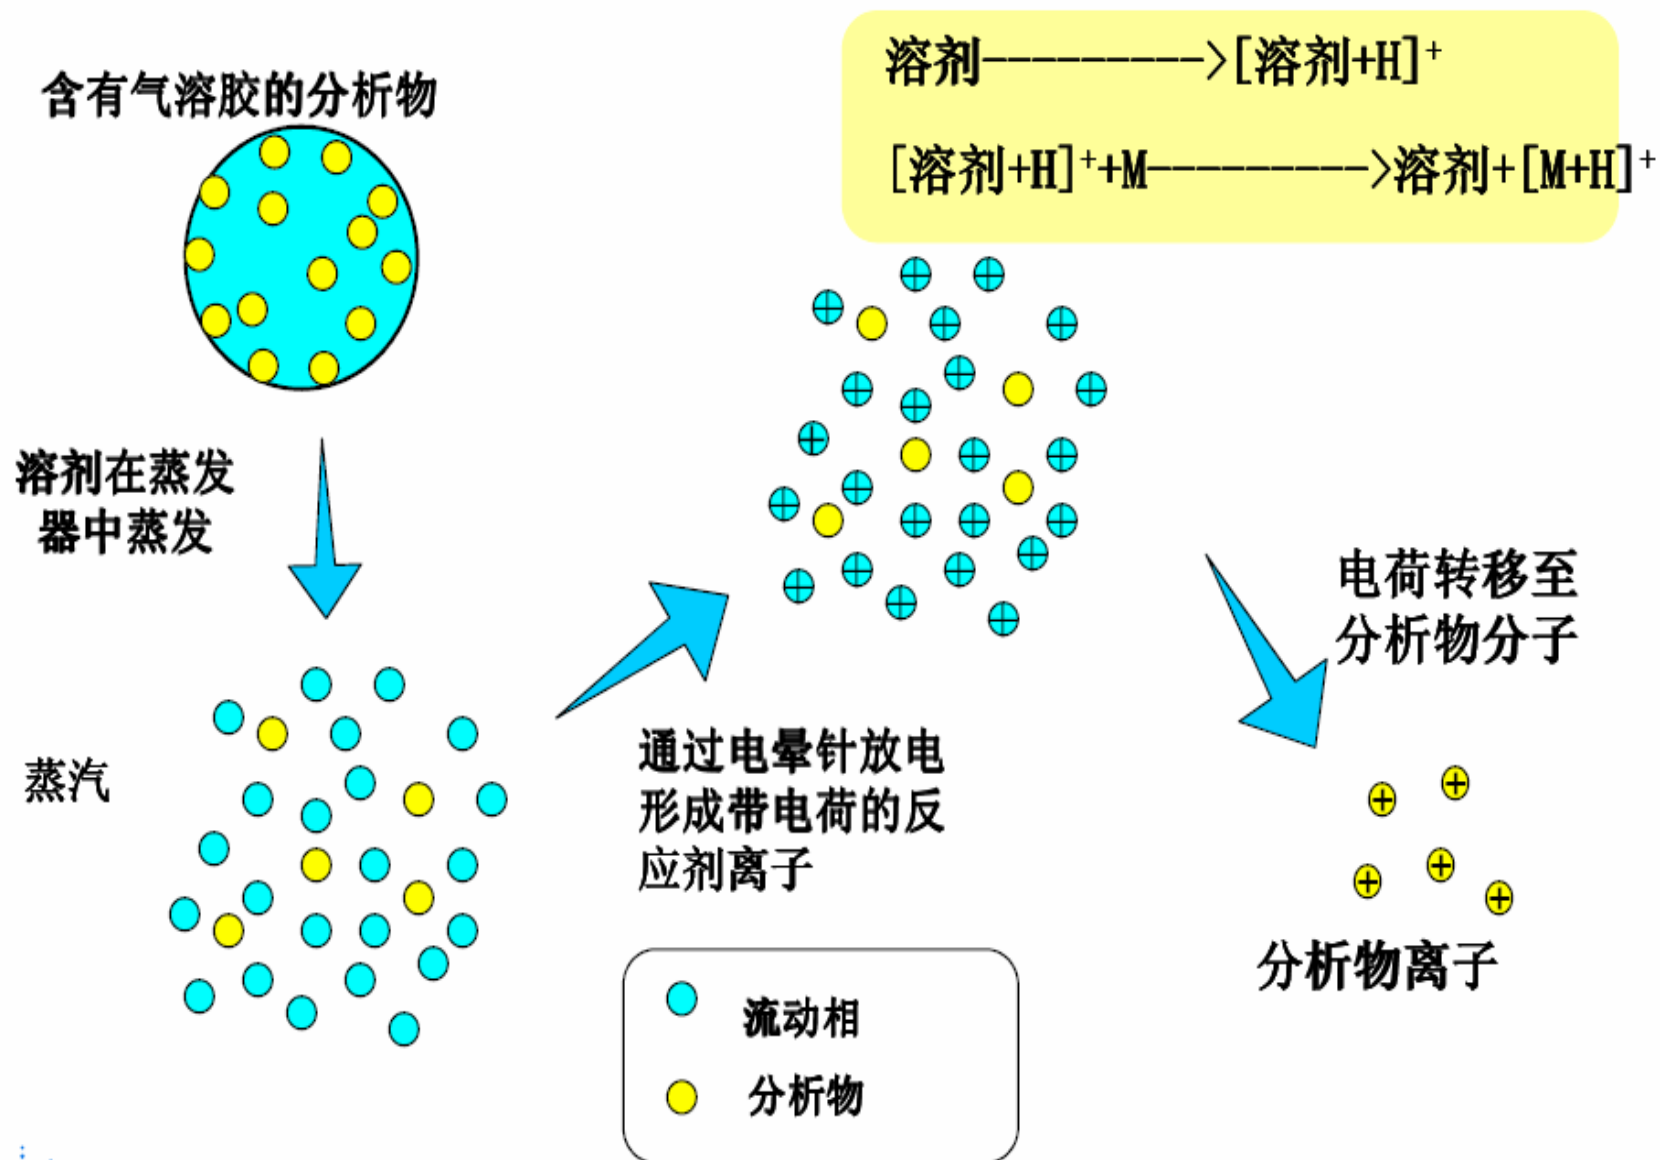 含有气溶胶的分析物
溶剂--------->[溶剂+H]⁺
[溶剂+H]⁺+M--------->溶剂+[M+H]⁺
溶剂在蒸发
器中蒸发
蒸汽
通过电晕针放电
形成带电荷的反
应剂离子
电荷转移至
分析物分子
分析物离子
流动相
分析物